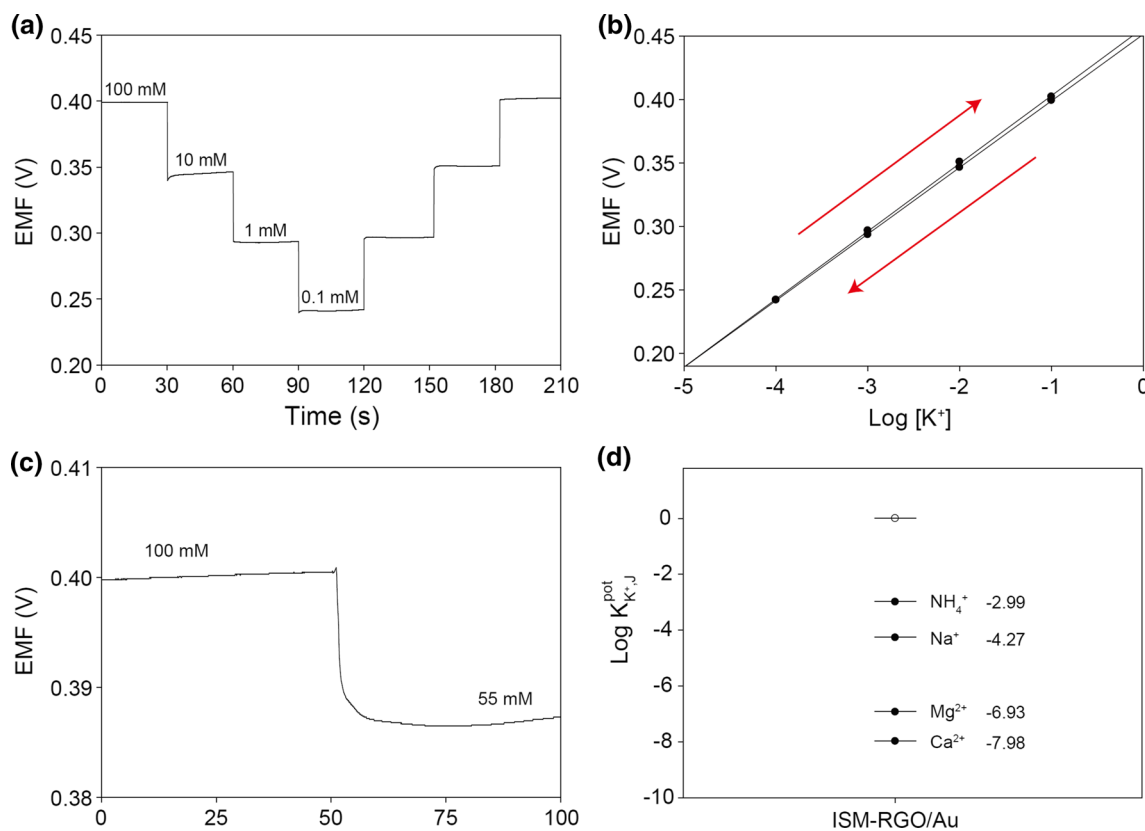 (a)
0.45
0.40
0.35
0.30
0.25
0.20
EMF (V)
100 mM
10 mM
1 mM
0.1 mM
0 30 60 90 120 150 180 210
Time (s)
(b)
0.45
0.40
0.35
0.30
0.25
0.20
EMF (V)
-5 -4 -3 -2 -1 0
Log [K⁺]
(c)
0.41
0.40
0.39
0.38
EMF (V)
100 mM
55 mM
0 25 50 75 100
(d)
0
-2
-4
-6
-8
-10
Log K^pot_K⁺,J
NH₄⁺ -2.99
Na⁺ -4.27
Mg²⁺ -6.93
Ca²⁺ -7.98
ISM-RGO/Au